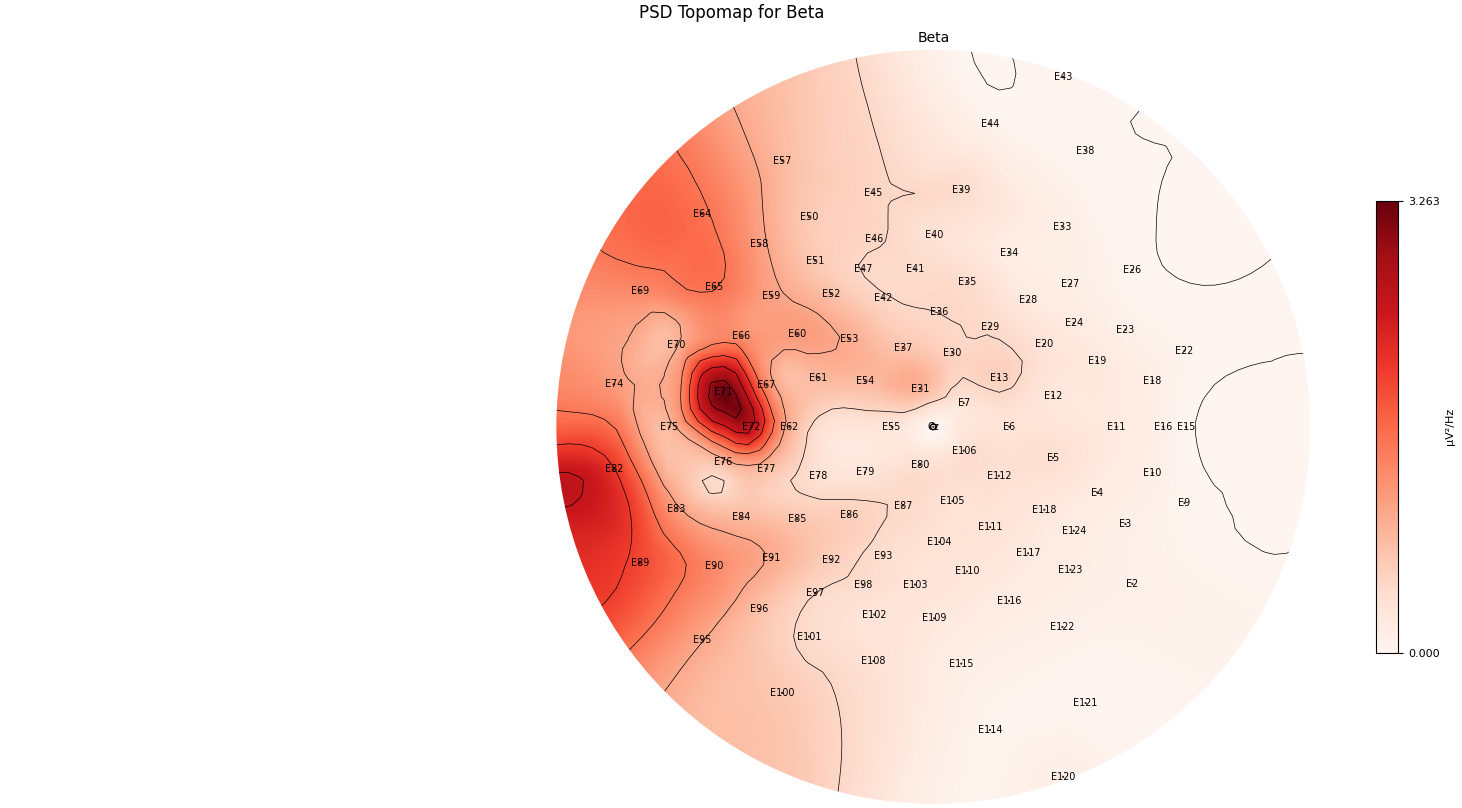 PSD Topomap for Beta
Beta
E43
E44
E38
E57
E45 E39
E64 E50
E33
E58 E46 E40
E51 E47 E41 E34
E26
E69 E65 E59 E52 E42 E35 E28 E27
E36
E66 E60 E53 E29 E24 E23
E70 E37 E30 E20 E22
E19
E74 E71 E67 E61 E54 E31 E13 E18
E7 E12
E75 E72 E62 E55 Cz E6 E11 E16 E15
E82 E76 E77 E78 E79 E80 E106 E112 E5 E10
E83 E84 E85 E86 E87 E105 E118 E4 E9
E111 E124 E3
E89 E90 E91 E92 E93 E104 E110 E117 E123
E96 E97 E98 E103 E116 E2
E95 E101 E102 E109 E122
E108 E115
E100 E121
E114
E120
3.263
0.000
µV²/Hz